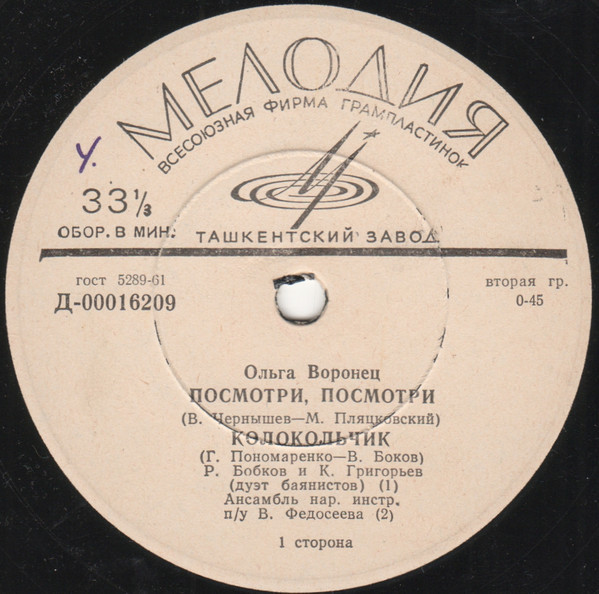 МЕЛОДИЯ
ВСЕСОЮЗНАЯ ФИРМА ГРАМПЛАСТИНОК
У.
33⅓
ОБОР. В МИН.
ТАШКЕНТСКИЙ ЗАВОД
гост 5289-61
вторая гр.
Д-00016209
0-45
Ольга Воронец
ПОСМОТРИ, ПОСМОТРИ
(В. Чернышев—М. Пляцковский)
КОЛОКОЛЬЧИК
(Г. Пономаренко—В. Боков)
Р. Бобков и К. Григорьев
(дуэт баянистов) (1)
Ансамбль нар. инстр.
п/у В. Федосеева (2)
1 сторона